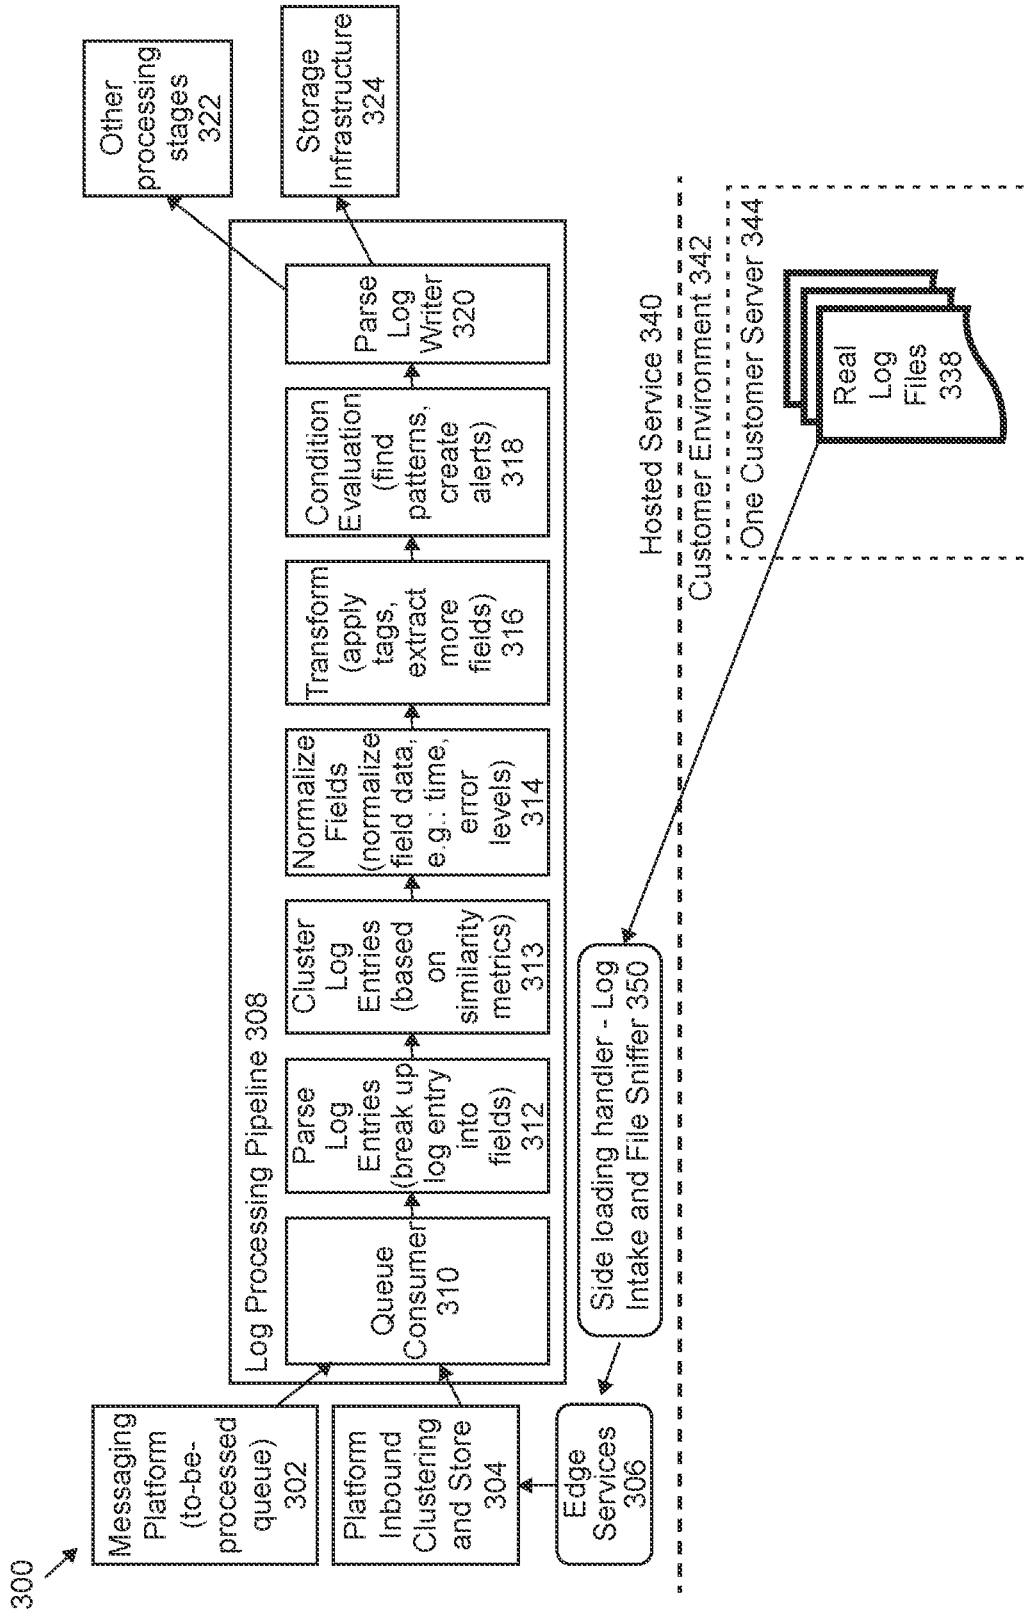 300
Messaging
Platform
(to-be-
processed
queue)
302
Platform
Inbound
Clustering
and Store
304
Edge
Services
306
Log Processing Pipeline 308
Queue
Consumer
310
Parse
Log
Entries
(break up
log entry
into
fields)
312
Cluster
Log
Entries
(based
on
similarity
metrics)
313
Normalize
Fields
(normalize
field data,
e.g.: time,
error
levels)
314
Transform
(apply
tags,
extract
more
fields)
316
Condition
Evaluation
(find
patterns,
create
alerts)
318
Parse
Log
Writer
320
Other
processing
stages
322
Storage
Infrastructure
324
Side loading handler - Log
Intake and File Sniffer 350
Hosted Service 340
Customer Environment 342
One Customer Server 344
Real
Log
Files
338